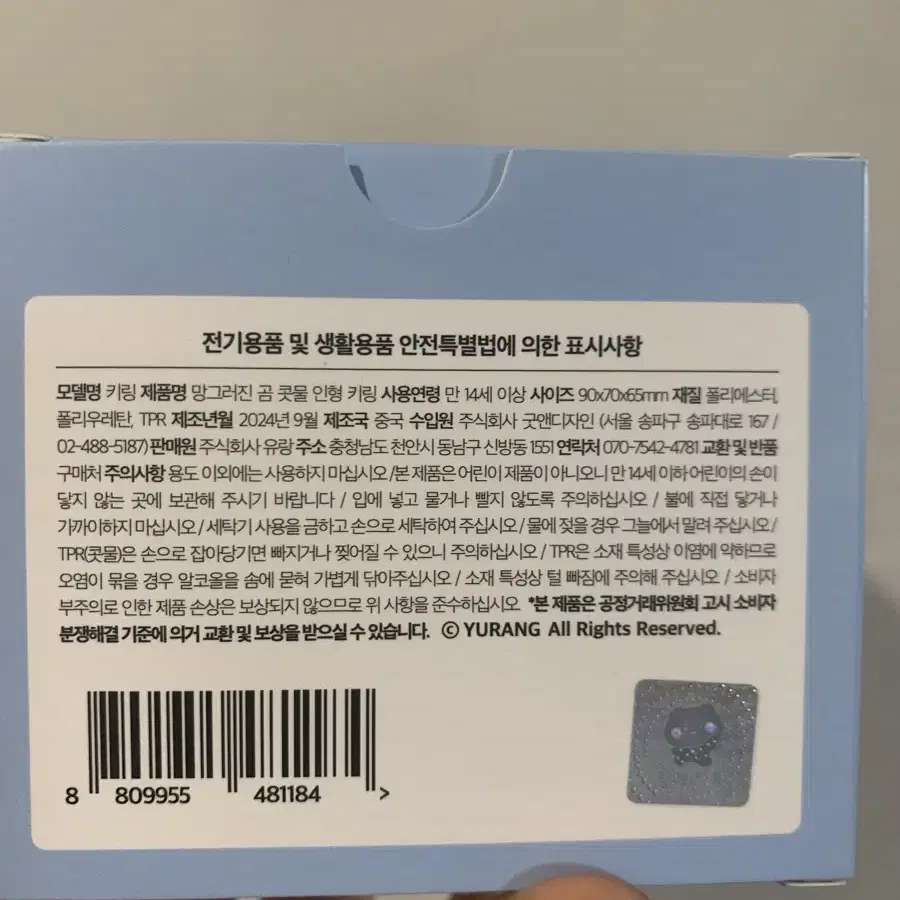 전기용품 및 생활용품 안전특별법에 의한 표시사항
모델명 키링 제품명 망그러진 곰 콧물 인형 키링 사용연령 만 14세 이상 사이즈 90x70x65mm 재질 폴리에스터,
폴리우레탄, TPR 제조년월 2024년 9월 제조국 중국 수입원 주식회사 굿앤디자인 (서울 송파구 송파대로 167 /
02-488-5187) 판매원 주식회사 유랑 주소 충청남도 천안시 동남구 신방동 1551 연락처 070-7542-4781 교환 및 반품
구매처 주의사항 용도 이외에는 사용하지 마십시오 /본 제품은 어린이 제품이 아니오니 만 14세 이하 어린이의 손이
닿지 않는 곳에 보관해 주시기 바랍니다 / 입에 넣고 물거나 빨지 않도록 주의하십시오 / 불에 직접 닿거나
가까이하지 마십시오 / 세탁기 사용을 금하고 손으로 세탁하여 주십시오 / 물에 젖을 경우 그늘에서 말려 주십시오 /
TPR(콧물)은 손으로 잡아당기면 빠지거나 찢어질 수 있으니 주의하십시오 / TPR은 소재 특성상 이염에 약하므로
오염이 묶을 경우 알코올을 솜에 묻혀 가볍게 닦아주십시오 / 소재 특성상 털 빠짐에 주의해 주십시오 / 소비자
부주의로 인한 제품 손상은 보상되지 않으므로 위 사항을 준수하십시오 *본 제품은 공정거래위원회 고시 소비자
분쟁해결 기준에 의거 교환 및 보상을 받으실 수 있습니다. © YURANG All Rights Reserved.
8 809955 481184 >